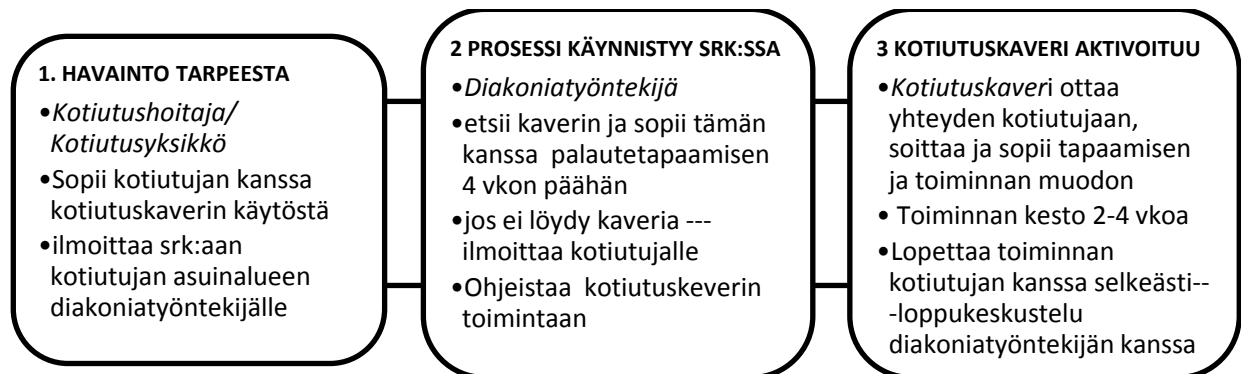 1. HAVAINTO TARPEESTA
•Kotiutushoitaja/
Kotiutusyksikkö
•Sopii kotiutujan kanssa
kotiutuskaverin käytöstä
•ilmoittaa srk:aan
kotiutujan asuinalueen
diakoniatyöntekijälle
2 PROSESSI KÄYNNISTYY SRK:SSA
•Diakoniatyöntekijä
•etsii kaverin ja sopii tämän
kanssa palautetapaamisen
4 vkon päähän
•jos ei löydy kaveria ---
ilmoittaa kotiutujalle
•Ohjeistaa kotiutuskeverin
toimintaan
3 KOTIUTUSKAVERI AKTIVOITUU
•Kotiutuskaveri ottaa
yhteyden kotiutujaan,
soittaa ja sopii tapaamisen
ja toiminnan muodon
• Toiminnan kesto 2-4 vkoa
•Lopettaa toiminnan
kotiutujan kanssa selkeästi--
-loppukeskustelu
diakoniatyöntekijän kanssa